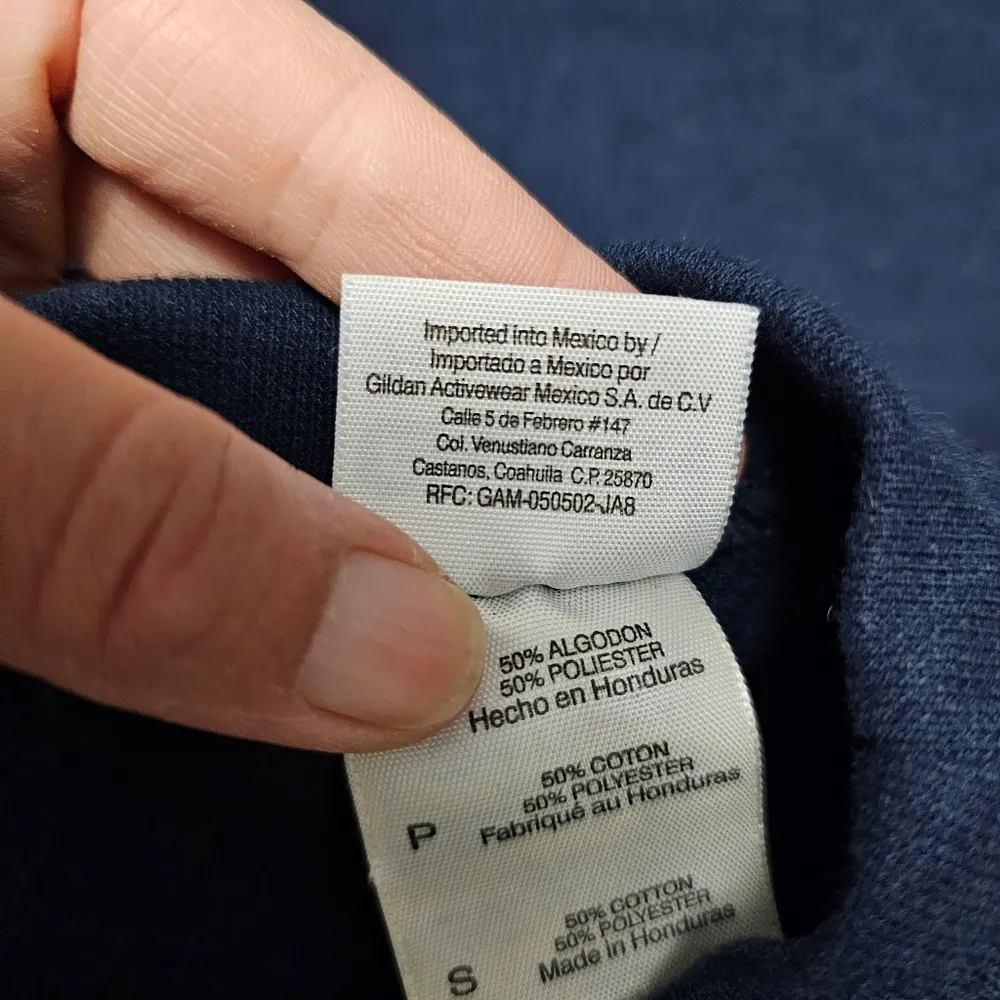 Imported into Mexico by /
Importado a Mexico por
Gildan Activewear Mexico S.A. de C.V
Calle 5 de Febrero #147
Col. Venustiano Carranza
Castanos, Coahuila C.P. 25870
RFC: GAM-050502-JA8
50% ALGODON
50% POLIESTER
Hecho en Honduras
50% COTON
50% POLYESTER
P Fabriqué au Honduras
50% COTTON
50% POLYESTER
S Made in Honduras